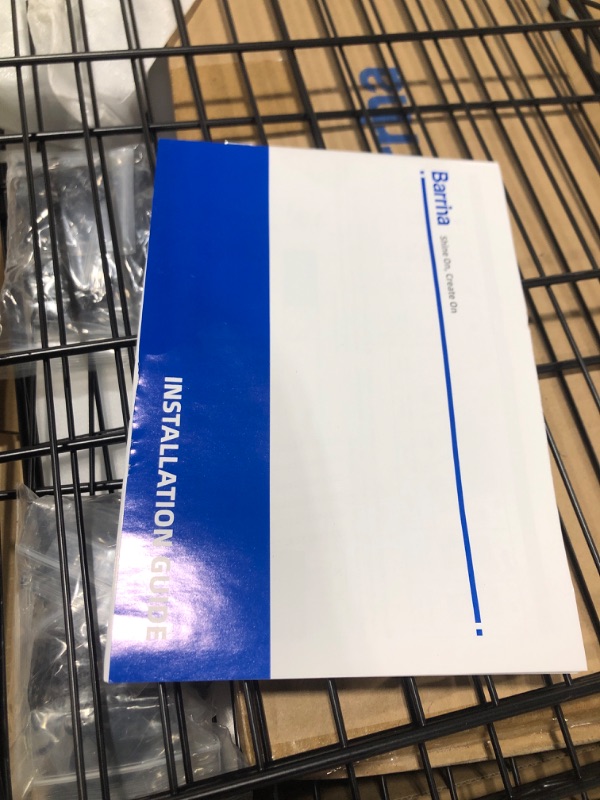 Barrina
Shine On, Create On
INSTALLATION GUIDE